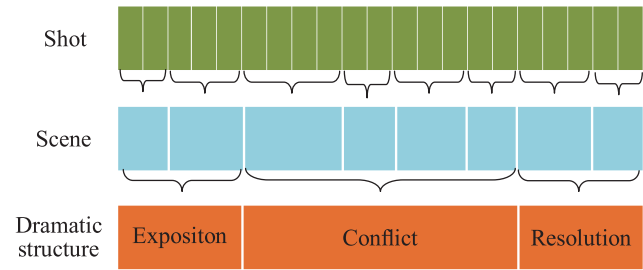 Shot
Scene
Dramatic
structure
Expositon
Conflict
Resolution